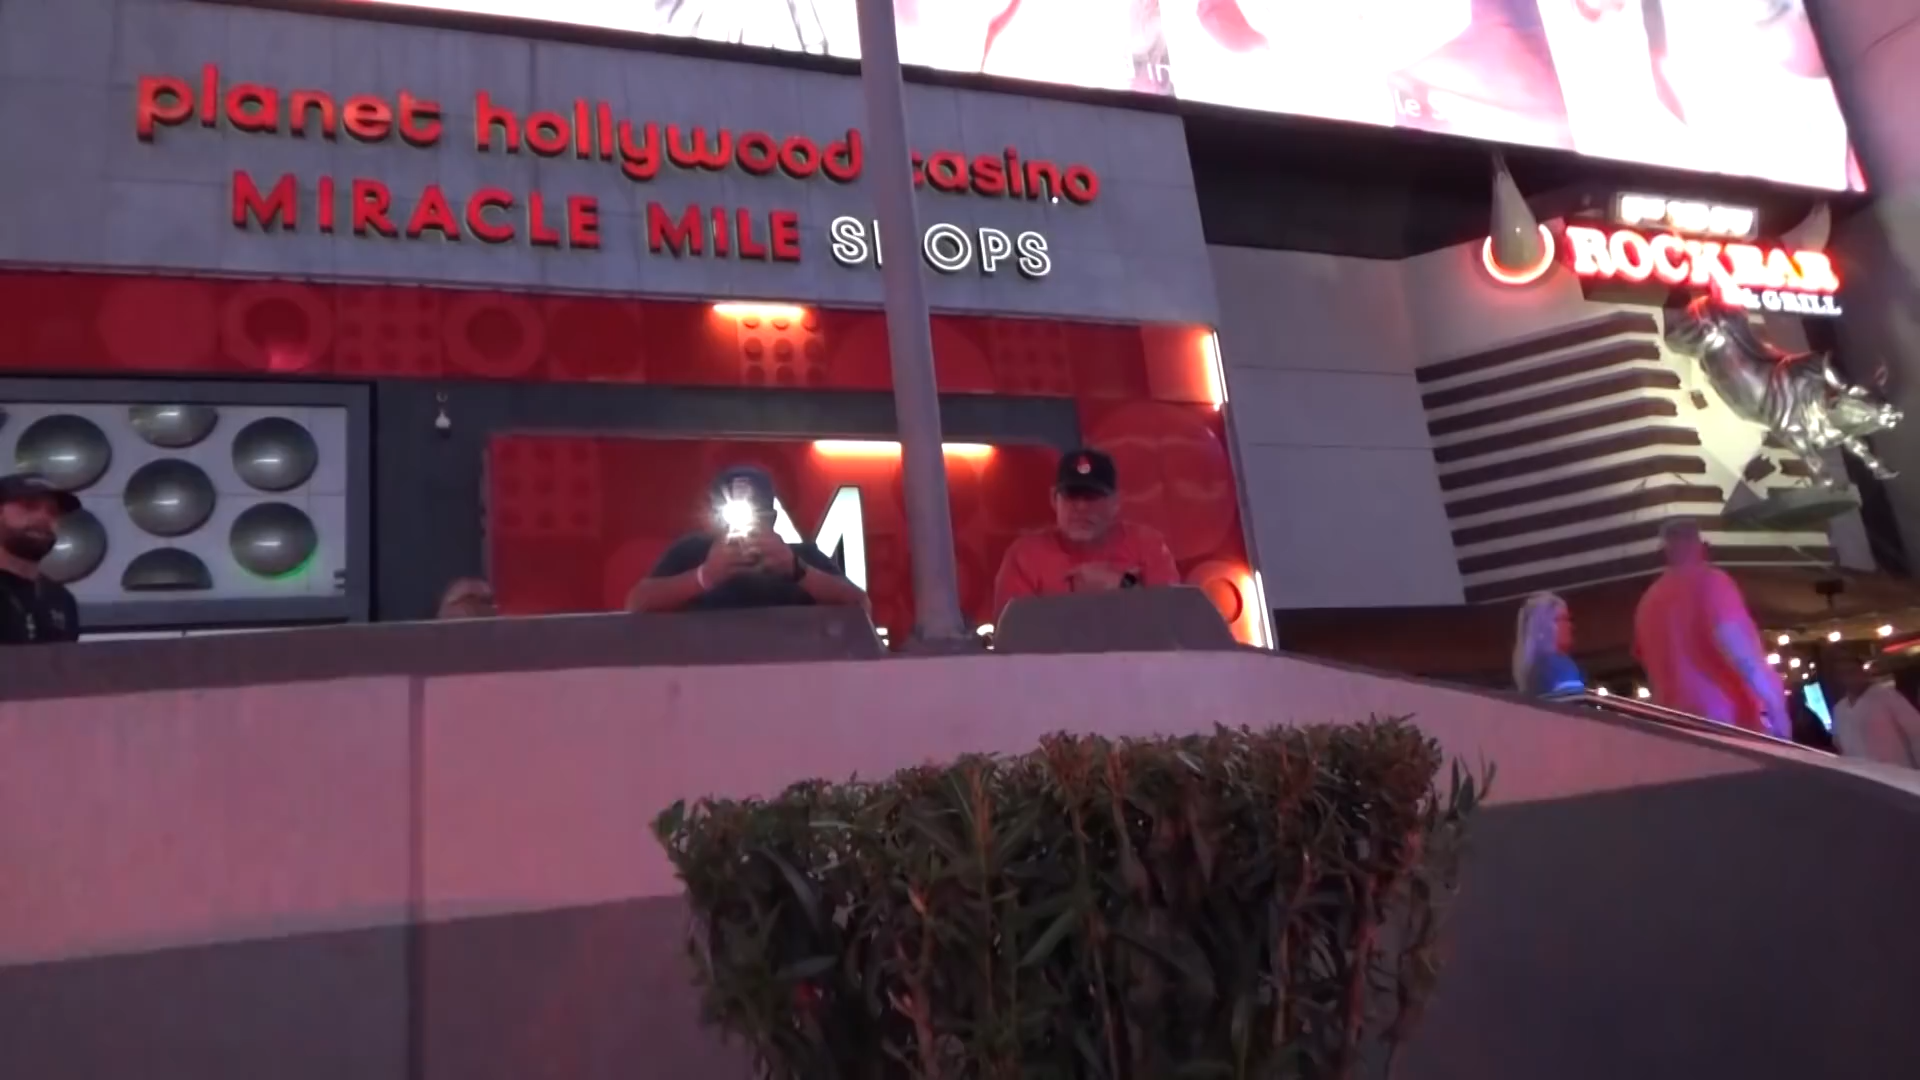 planet hollywood casino
MIRACLE MILE SHOPS
ROCKBAR
& GRILL
M